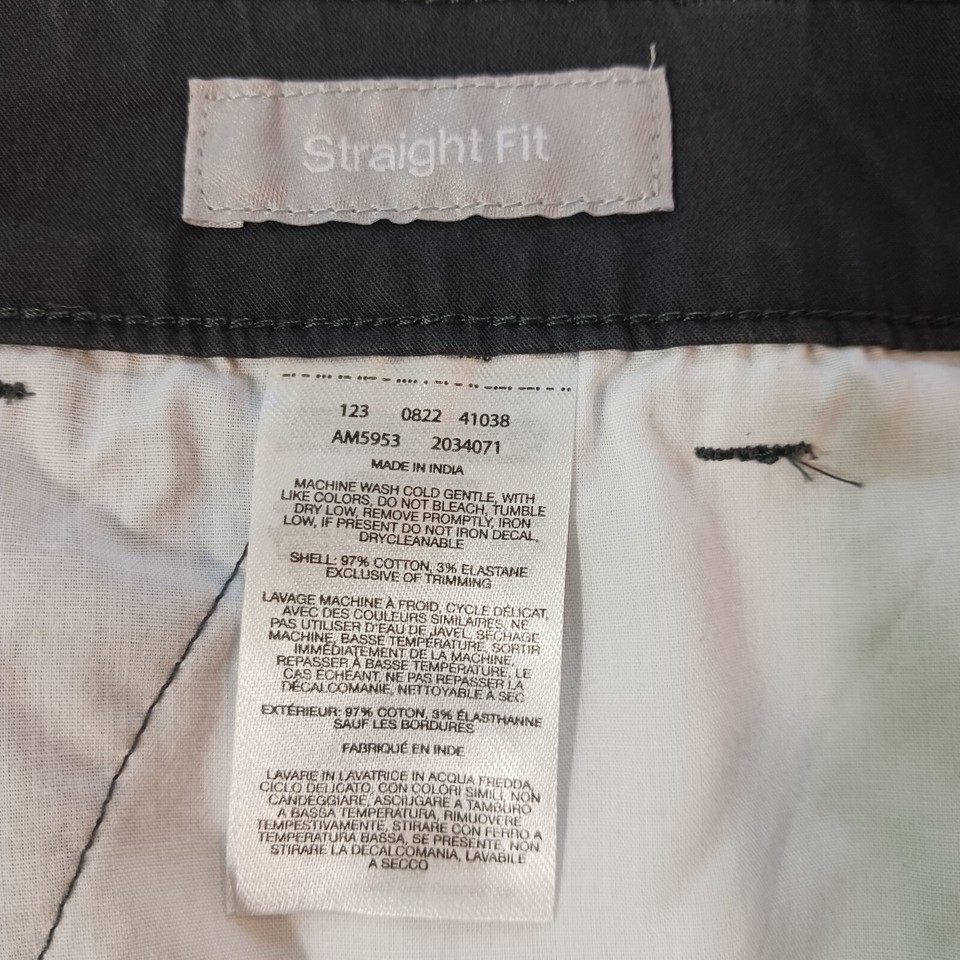 Straight Fit
123 0822 41038
AM5953 2034071
MADE IN INDIA
MACHINE WASH COLD GENTLE, WITH
LIKE COLORS, DO NOT BLEACH, TUMBLE
DRY LOW, REMOVE PROMPTLY, IRON
LOW, IF PRESENT DO NOT IRON DECAL,
DRYCLEANABLE
SHELL: 97% COTTON, 3% ELASTANE
EXCLUSIVE OF TRIMMING
LAVAGE MACHINE À FROID, CYCLE DÉLICAT,
AVEC DES COULEURS SIMILAIRES, NE
PAS UTILISER D'EAU DE JAVEL, SÉCHAGE
MACHINE, BASSE TEMPÉRATURE, SORTIR
IMMÉDIATEMENT DE LA MACHINE,
REPASSER À BASSE TEMPÉRATURE, LE
CAS ÉCHÉANT, NE PAS REPASSER LA
DÉCALCOMANIE, NETTOYABLE À SEC
EXTÉRIEUR: 97% COTON, 3% ÉLASTHANNE
SAUF LES BORDURES
FABRIQUÉ EN INDE
LAVARE IN LAVATRICE IN ACQUA FREDDA,
CICLO DELICATO, CON COLORI SIMILI, NON
CANDEGGIARE, ASCIUGARE A TAMBURO
A BASSA TEMPERATURA, RIMUOVERE
TEMPESTIVAMENTE, STIRARE CON FERRO A
TEMPERATURA BASSA, SE PRESENTE, NON
STIRARE LA DECALCOMANIA, LAVABILE
A SECCO